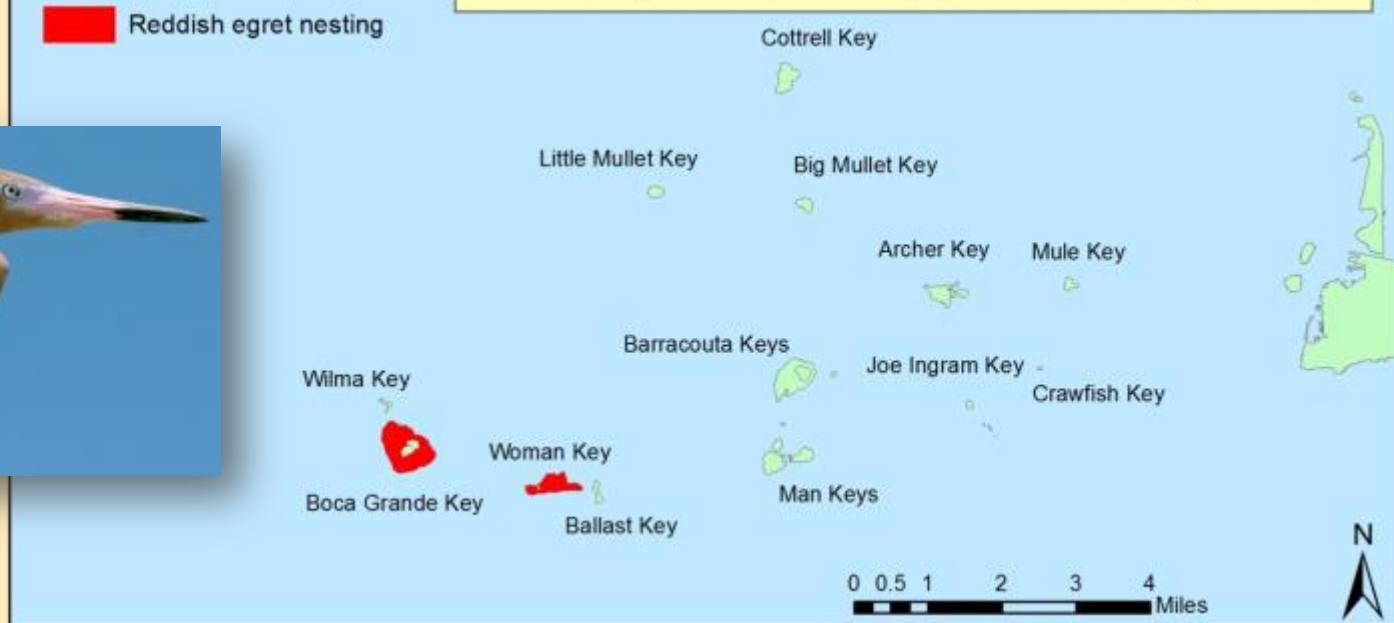 Reddish egret nesting
Cottrell Key
Little Mullet Key
Big Mullet Key
Archer Key
Mule Key
Barracouta Keys
Joe Ingram Key
Crawfish Key
Wilma Key
Woman Key
Boca Grande Key
Man Keys
Ballast Key
N
0 0.5 1 2 3 4
Miles